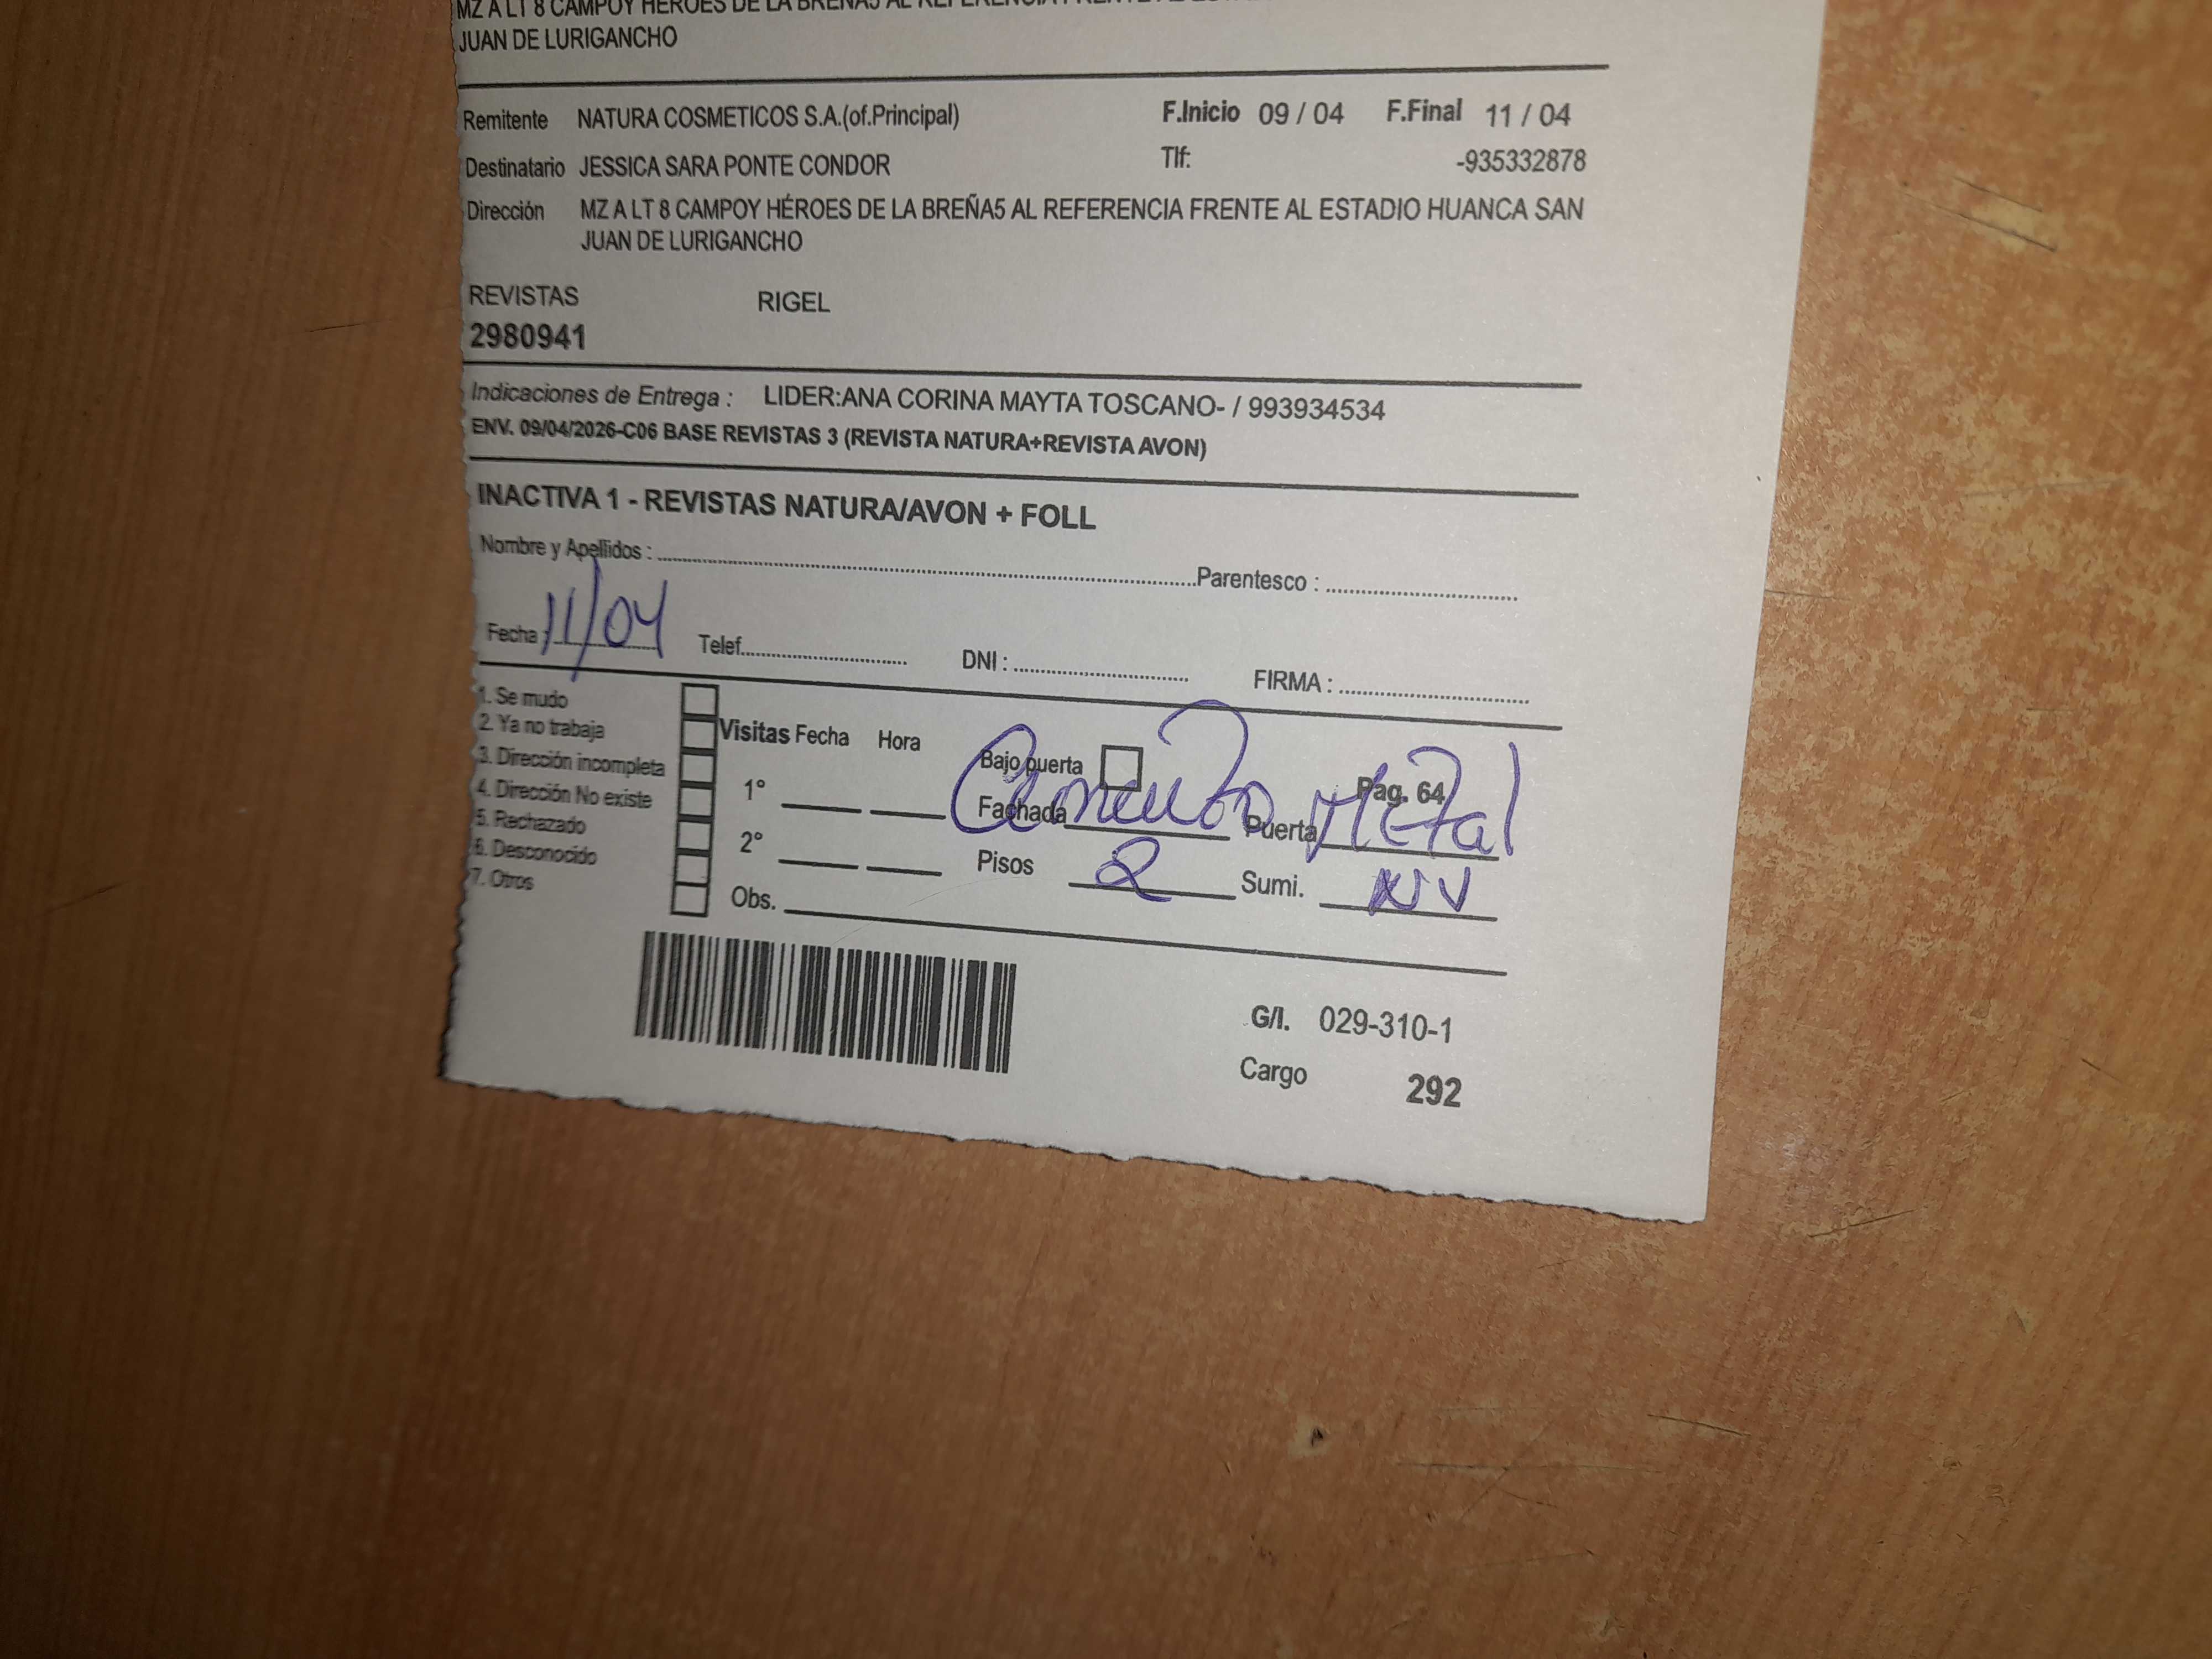 MZ A LT 8 CAMPOY HÉROES DE LA BREÑA5 AL REFERENCIA FRENTE
JUAN DE LURIGANCHO
Remitente NATURA COSMETICOS S.A.(of.Principal) F.Inicio 09 / 04 F.Final 11 / 04
Destinatario JESSICA SARA PONTE CONDOR Tlf: -935332878
Dirección MZ A LT 8 CAMPOY HÉROES DE LA BREÑA5 AL REFERENCIA FRENTE AL ESTADIO HUANCA SAN
JUAN DE LURIGANCHO
REVISTAS RIGEL
2980941
Indicaciones de Entrega : LIDER:ANA CORINA MAYTA TOSCANO- / 993934534
ENV. 09/04/2026-C06 BASE REVISTAS 3 (REVISTA NATURA+REVISTA AVON)
INACTIVA 1 - REVISTAS NATURA/AVON + FOLL
Nombre y Apellidos : Parentesco :
Fecha : 11/04 Telef. DNI : FIRMA :
1. Se mudo
2. Ya no trabaja
3. Dirección incompleta
4. Dirección No existe
5. Rechazado
6. Desconocido
7. Otros
Visitas Fecha Hora Bajo puerta Pag. 64
1° Fachada Cemento Puerta Metal
2° Pisos 2 Sumi. NV
Obs.
G/I. 029-310-1
Cargo 292